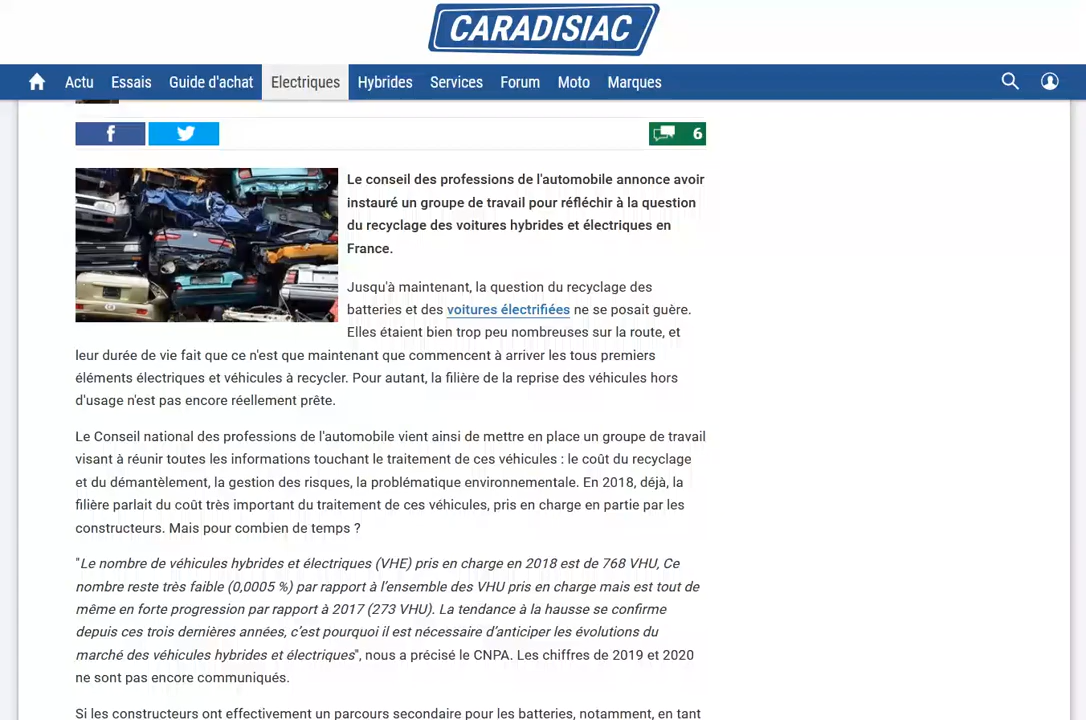 CARADISIAC
Actu Essais Guide d'achat Electriques Hybrides Services Forum Moto Marques
6
Le conseil des professions de l'automobile annonce avoir
instauré un groupe de travail pour réfléchir à la question
du recyclage des voitures hybrides et électriques en
France.
Jusqu'à maintenant, la question du recyclage des
batteries et des voitures électrifiées ne se posait guère.
Elles étaient bien trop peu nombreuses sur la route, et
leur durée de vie fait que ce n'est que maintenant que commencent à arriver les tous premiers
éléments électriques et véhicules à recycler. Pour autant, la filière de la reprise des véhicules hors
d'usage n'est pas encore réellement prête.
Le Conseil national des professions de l'automobile vient ainsi de mettre en place un groupe de travail
visant à réunir toutes les informations touchant le traitement de ces véhicules : le coût du recyclage
et du démantèlement, la gestion des risques, la problématique environnementale. En 2018, déjà, la
filière parlait du coût très important du traitement de ces véhicules, pris en charge en partie par les
constructeurs. Mais pour combien de temps ?
"Le nombre de véhicules hybrides et électriques (VHE) pris en charge en 2018 est de 768 VHU, Ce
nombre reste très faible (0,0005 %) par rapport à l'ensemble des VHU pris en charge mais est tout de
même en forte progression par rapport à 2017 (273 VHU). La tendance à la hausse se confirme
depuis ces trois dernières années, c'est pourquoi il est nécessaire d'anticiper les évolutions du
marché des véhicules hybrides et électriques", nous a précisé le CNPA. Les chiffres de 2019 et 2020
ne sont pas encore communiqués.
Si les constructeurs ont effectivement un parcours secondaire pour les batteries, notamment, en tant